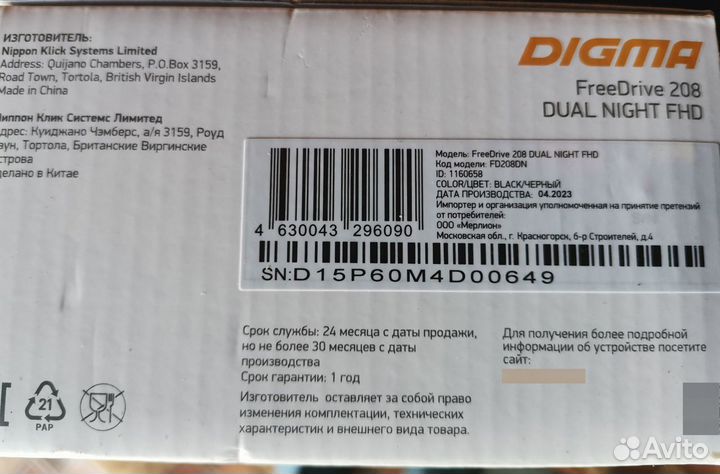 ИЗГОТОВИТЕЛЬ:
Nippon Klick Systems Limited
Address: Quijano Chambers, P.O.Box 3159,
Road Town, Tortola, British Virgin Islands
Made in China
Ниппон Клик Системс Лимитед
дрес: Куиджано Чэмберс, а/я 3159, Роуд
аун, Тортола, Британские Виргинские
строва
делано в Китае
DIGMA
FreeDrive 208
DUAL NIGHT FHD
Модель: FreeDrive 208 DUAL NIGHT FHD
Код модели: FD208DN
ID: 1160658
COLOR/ЦВЕТ: BLACK/ЧЕРНЫЙ
ДАТА ПРОИЗВОДСТВА: 04.2023
Импортер и организация уполномоченная на принятие претензий
от потребителей:
ООО «Мерлион»
Московская обл., г. Красногорск, б-р Строителей, д.4
4 630043 296090
SN:D15P60M4D00649
Срок службы: 24 месяца с даты продажи,
но не более 30 месяцев с даты
производства
Срок гарантии: 1 год
Изготовитель оставляет за собой право
изменения комплектации, технических
характеристик и внешнего вида товара.
Для получения более подробной
информации об устройстве посетите
сайт:
21
PAP
Avito